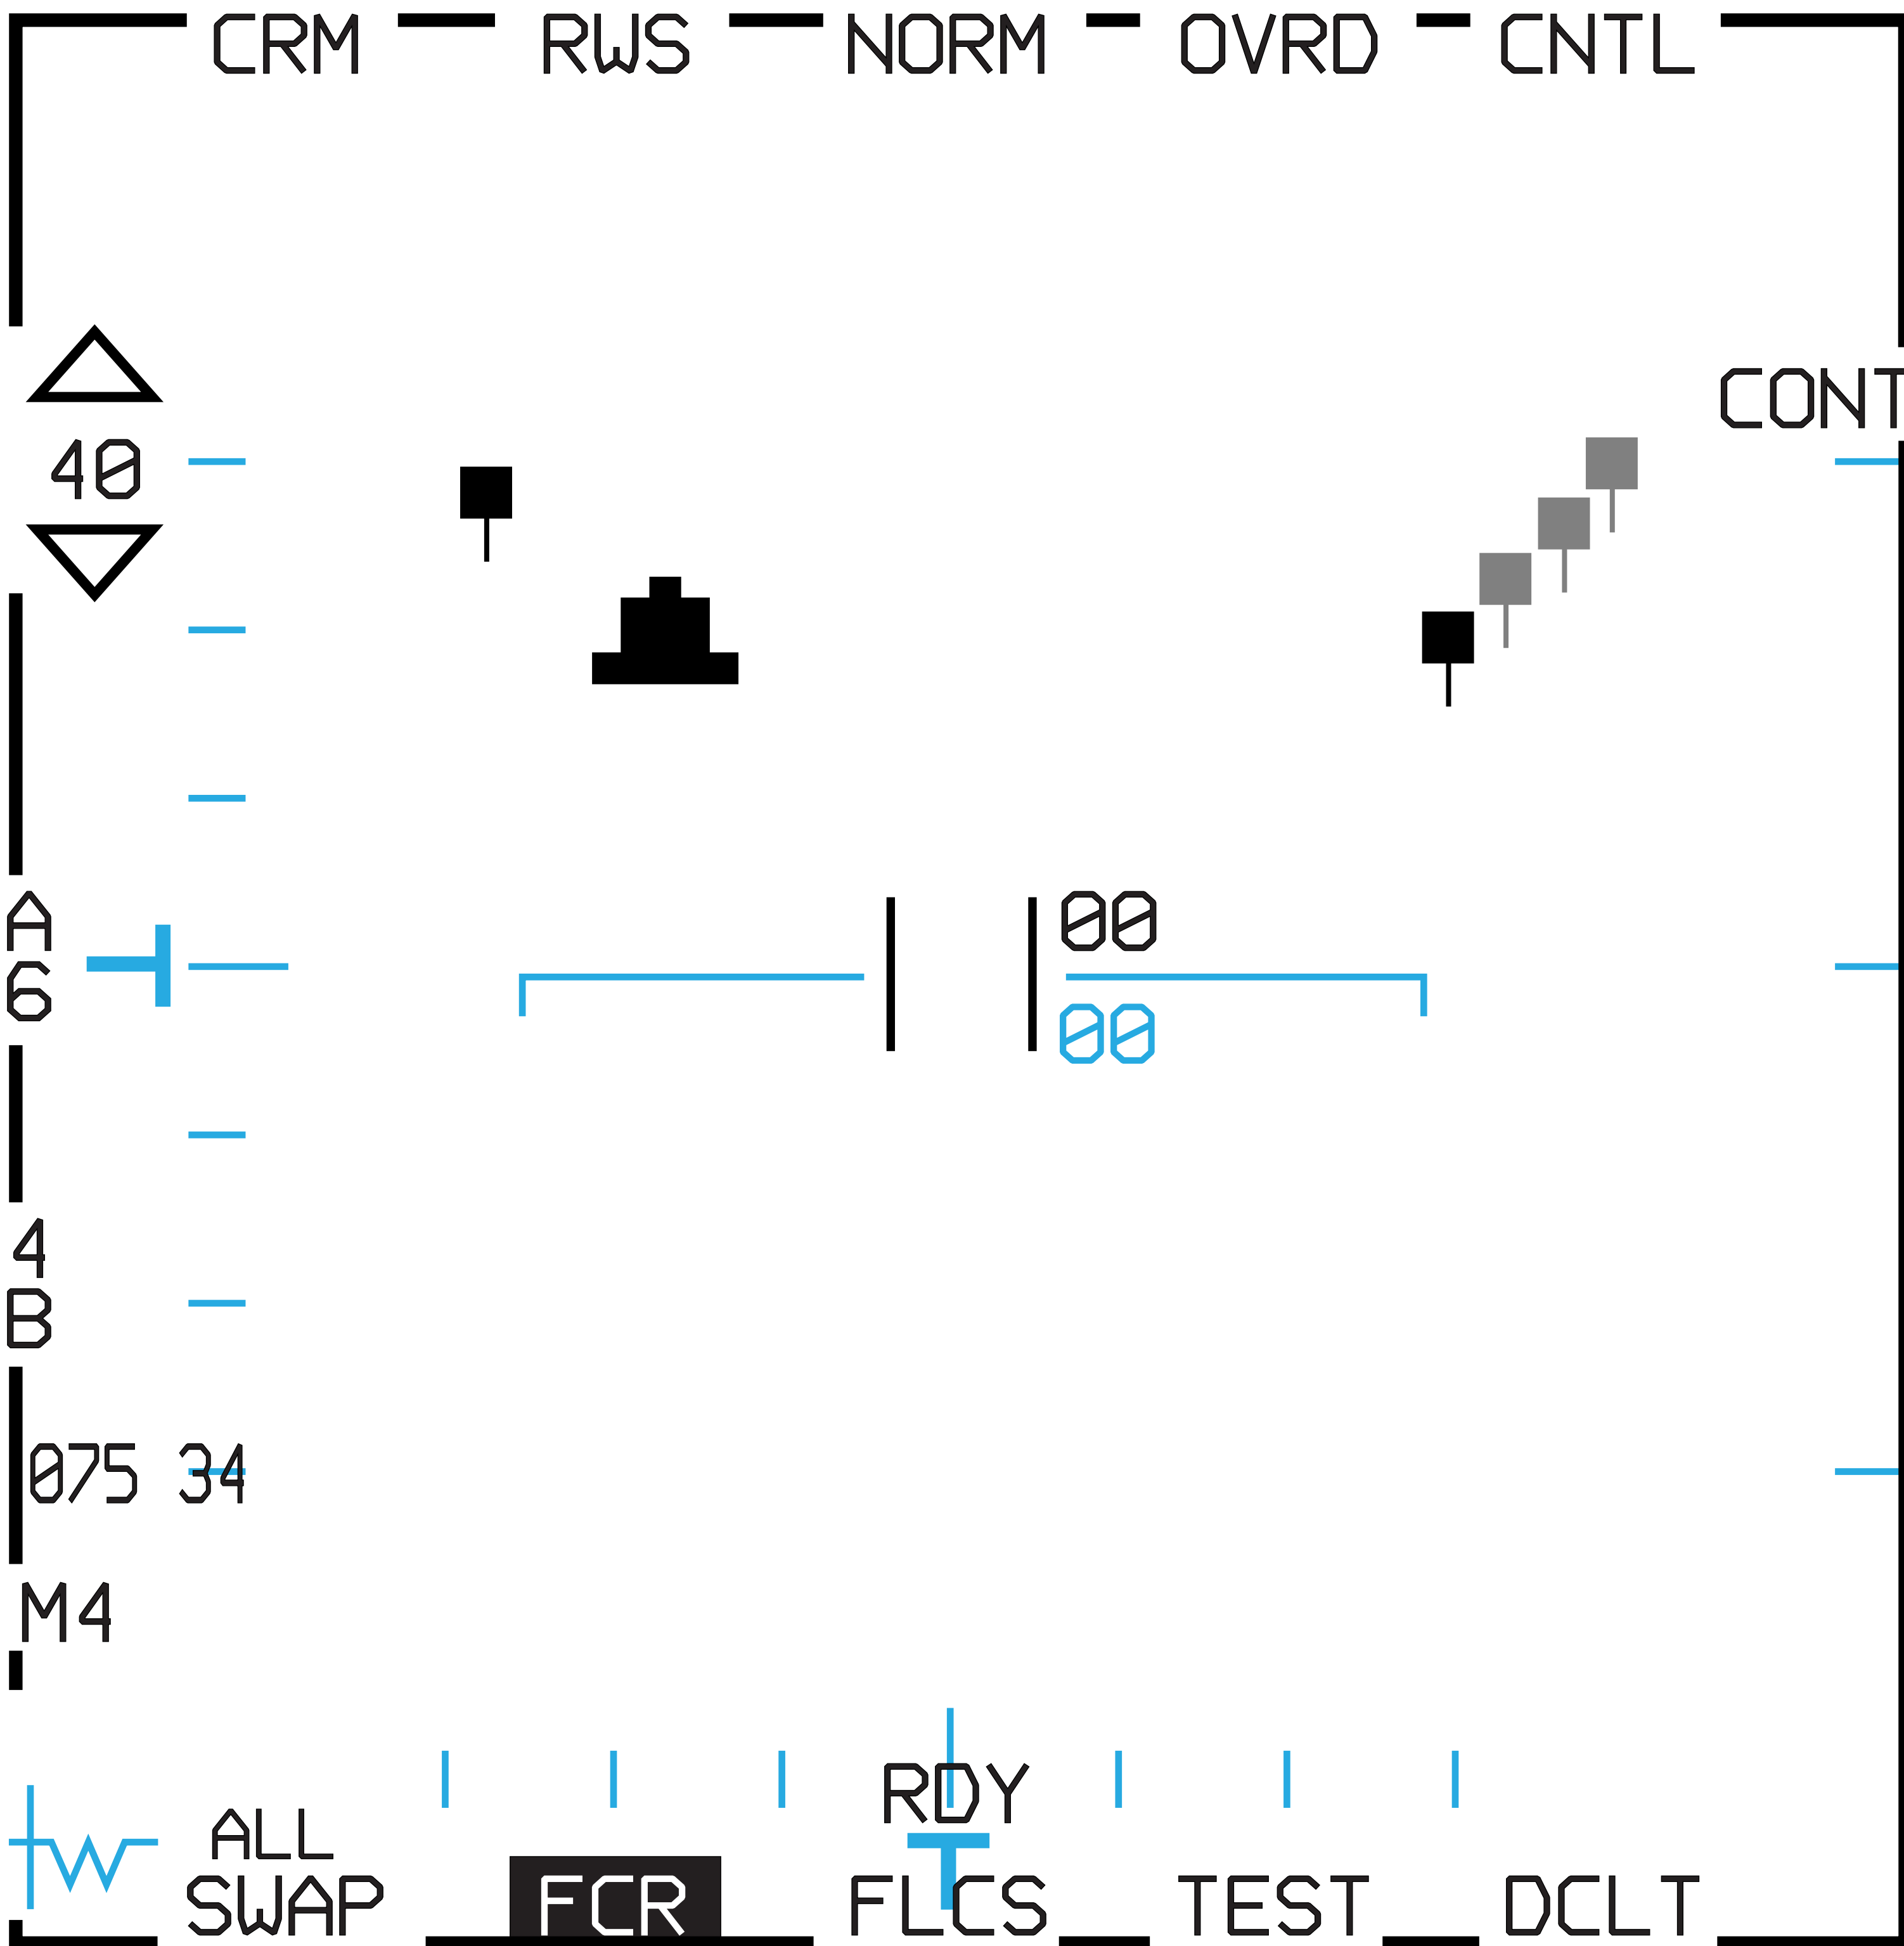 CRM RWS NORM OVRD CNTL
CONT
40
A 00
6
00
4
B
075 34
M4
RDY
ALL
SWAP FCR FLCS TEST DCLT